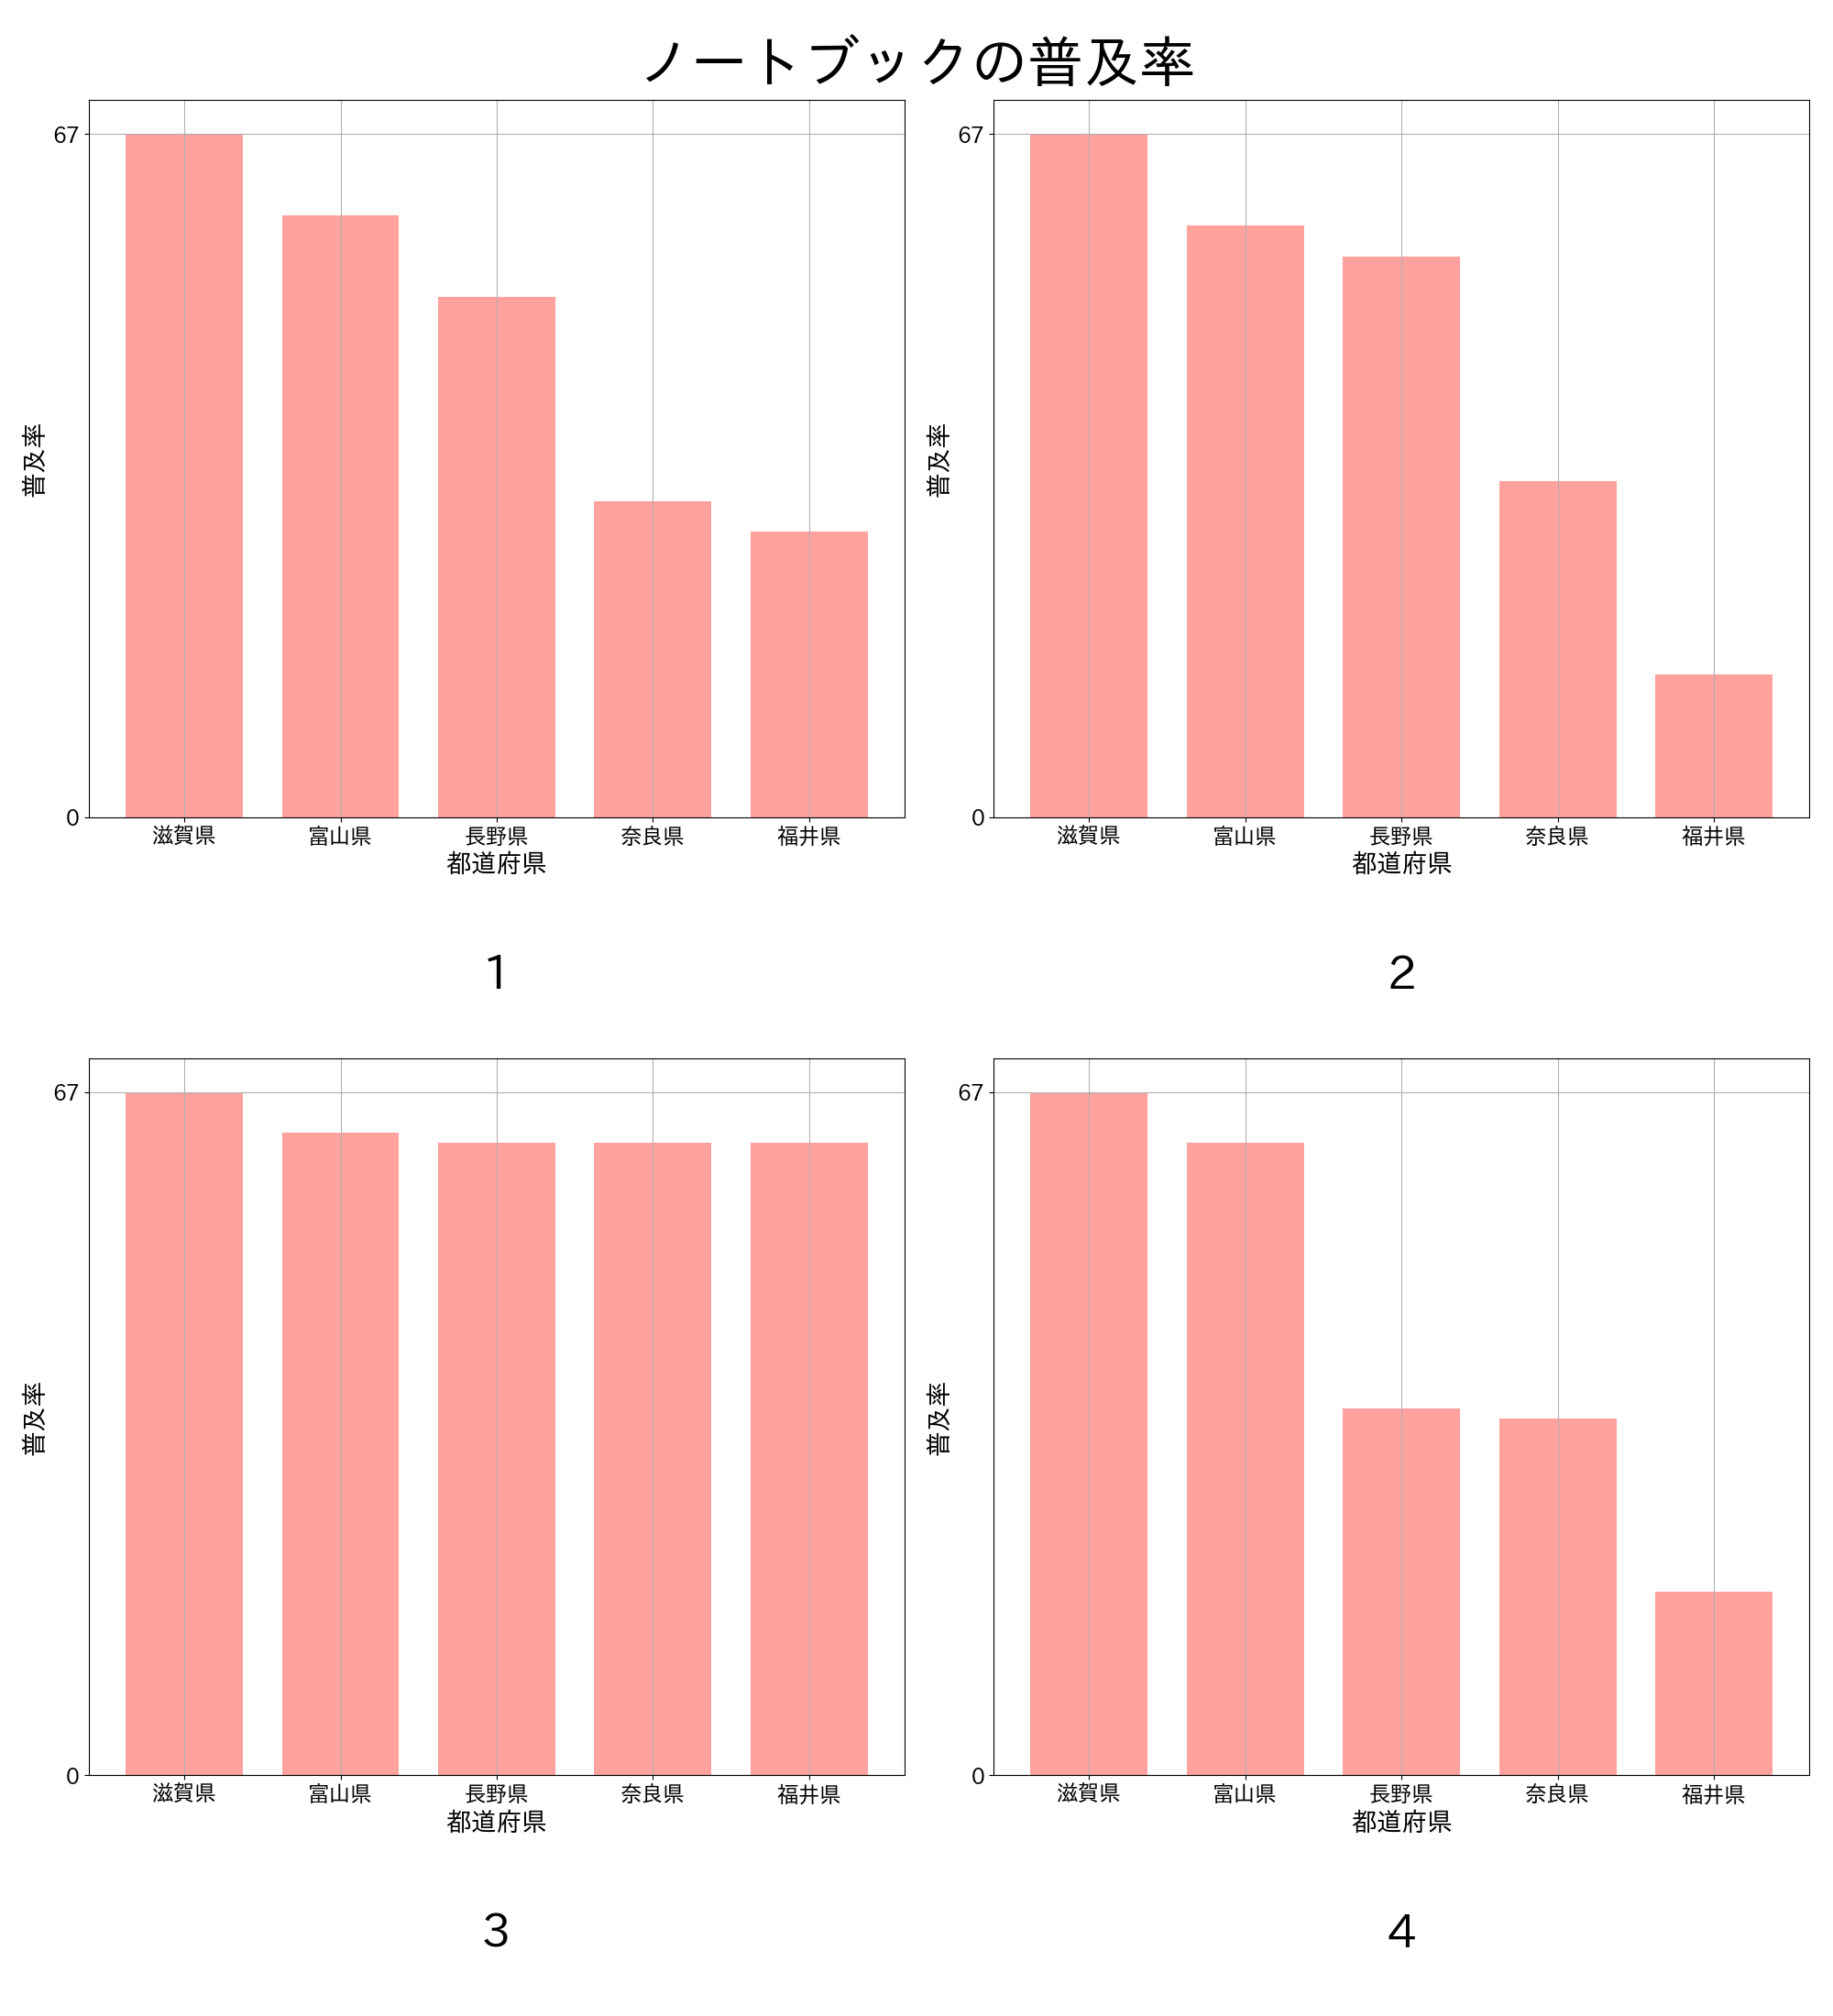 ノートブックの普及率
67
0
普及率
滋賀県 富山県 長野県 奈良県 福井県
都道府県
1
67
0
普及率
滋賀県 富山県 長野県 奈良県 福井県
都道府県
2
67
0
普及率
滋賀県 富山県 長野県 奈良県 福井県
都道府県
3
67
0
普及率
滋賀県 富山県 長野県 奈良県 福井県
都道府県
4